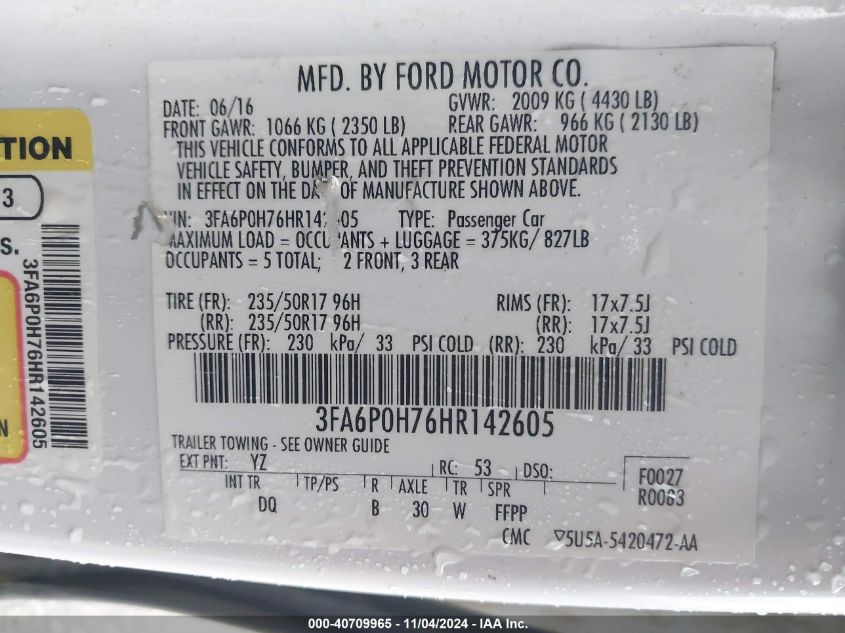 MFD. BY FORD MOTOR CO.
DATE: 06/16 GVWR: 2009 KG ( 4430 LB)
FRONT GAWR: 1066 KG ( 2350 LB) REAR GAWR: 966 KG ( 2130 LB)
THIS VEHICLE CONFORMS TO ALL APPLICABLE FEDERAL MOTOR
VEHICLE SAFETY, BUMPER, AND THEFT PREVENTION STANDARDS
IN EFFECT ON THE DATE OF MANUFACTURE SHOWN ABOVE.
VIN: 3FA6P0H76HR142605 TYPE: Passenger Car
MAXIMUM LOAD = OCCUPANTS + LUGGAGE = 375KG/ 827LB
OCCUPANTS = 5 TOTAL; 2 FRONT, 3 REAR
TIRE (FR): 235/50R17 96H RIMS (FR): 17x7.5J
(RR): 235/50R17 96H (RR): 17x7.5J
PRESSURE (FR): 230 kPa/ 33 PSI COLD (RR): 230 kPa/ 33 PSI COLD
3FA6P0H76HR142605
TRAILER TOWING - SEE OWNER GUIDE
EXT PNT: YZ RC: 53 DSO:
INT TR TP/PS R AXLE TR SPR
DQ B 30 W FFPP
F0027
R0083
CMC ▽5U5A-5420472-AA
TION
3
S.
3FA6P0H76HR142605
N
000-40709965 - 11/04/2024 - IAA Inc.